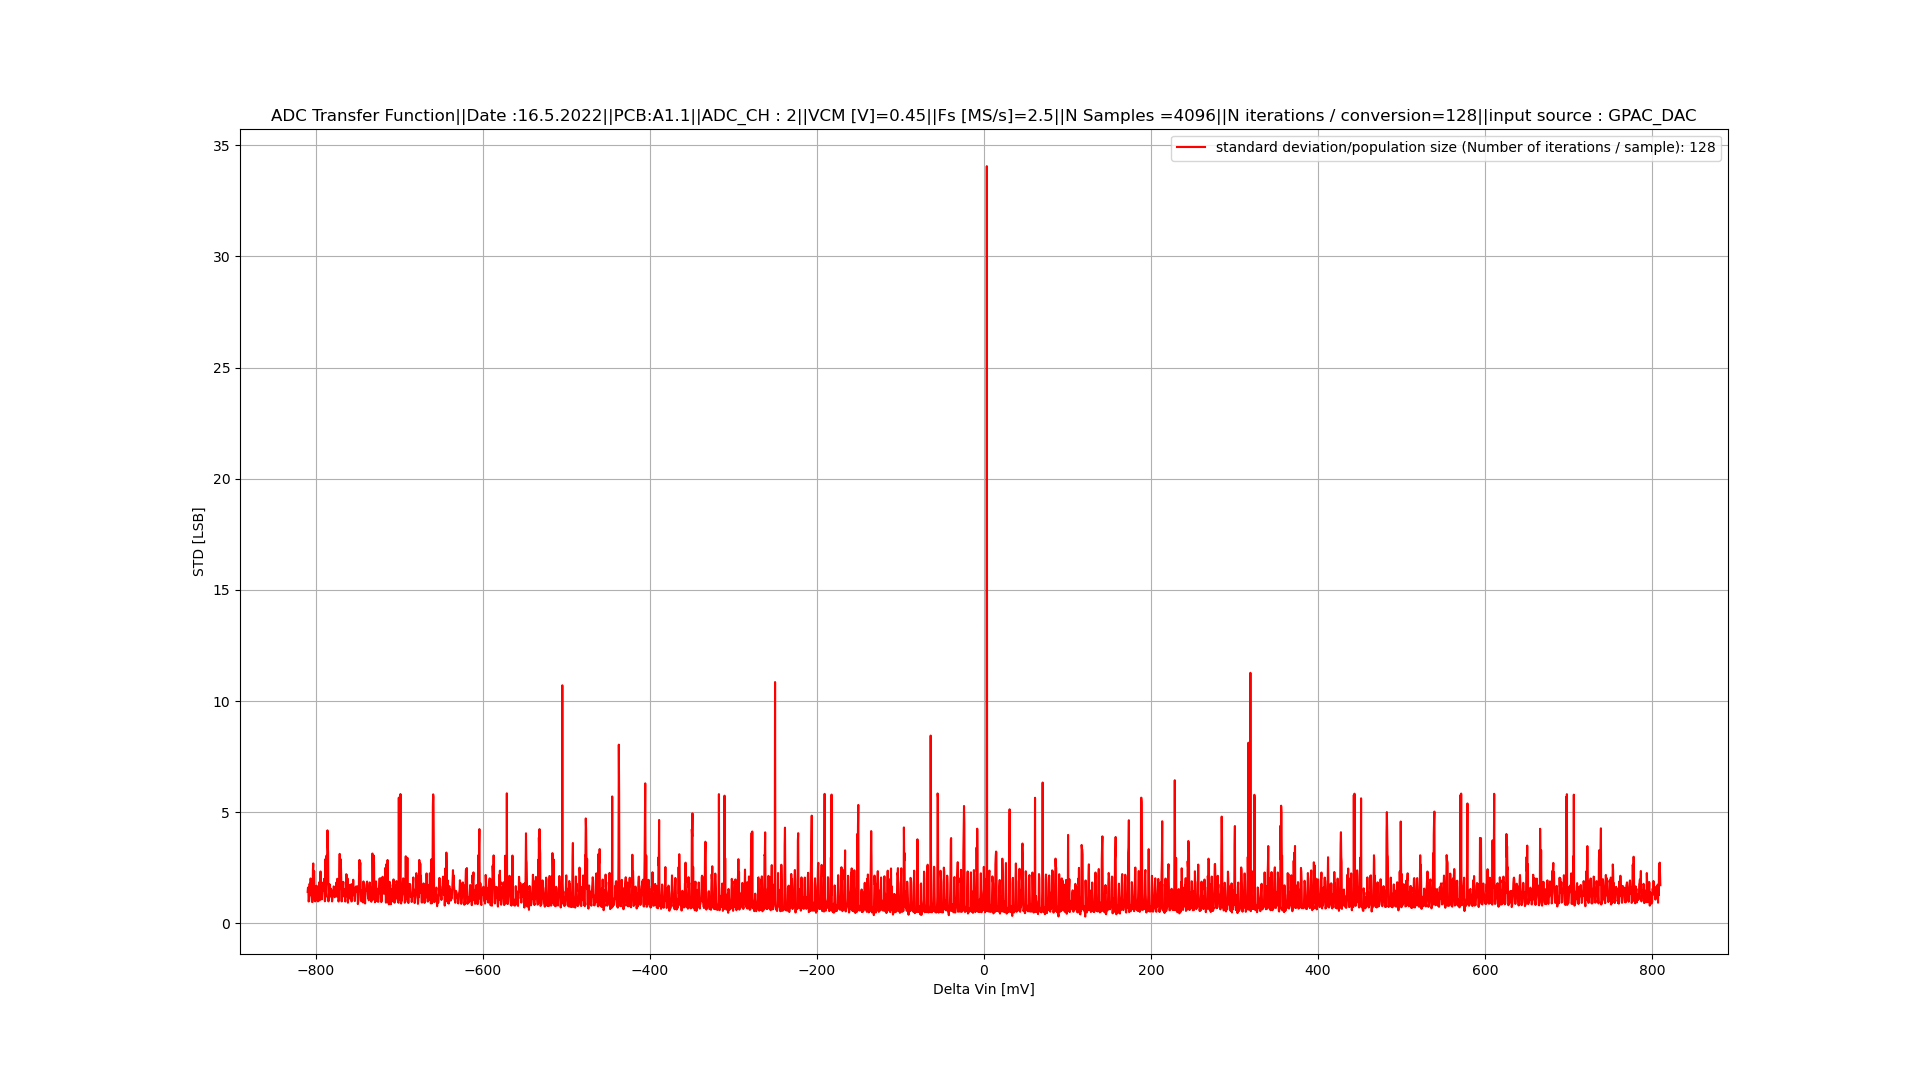 ADC Transfer Function||Date :16.5.2022||PCB:A1.1||ADC_CH : 2||VCM [V]=0.45||Fs [MS/s]=2.5||N Samples =4096||N iterations / conversion=128||input source : GPAC_DAC
standard deviation/population size (Number of iterations / sample): 128
35
30
25
20
15
10
5
0
STD [LSB]
−800 −600 −400 −200 0 200 400 600 800
Delta Vin [mV]